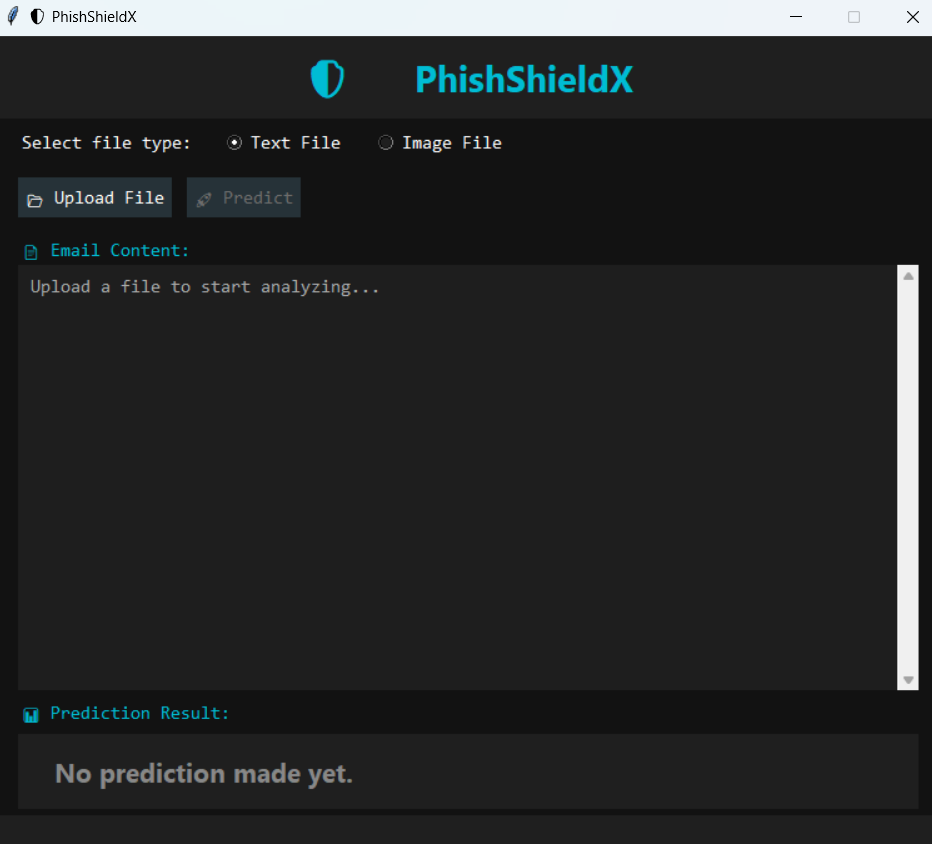 PhishShieldX
PhishShieldX
Select file type: Text File Image File
Upload File Predict
Email Content:
Upload a file to start analyzing...
Prediction Result:
No prediction made yet.